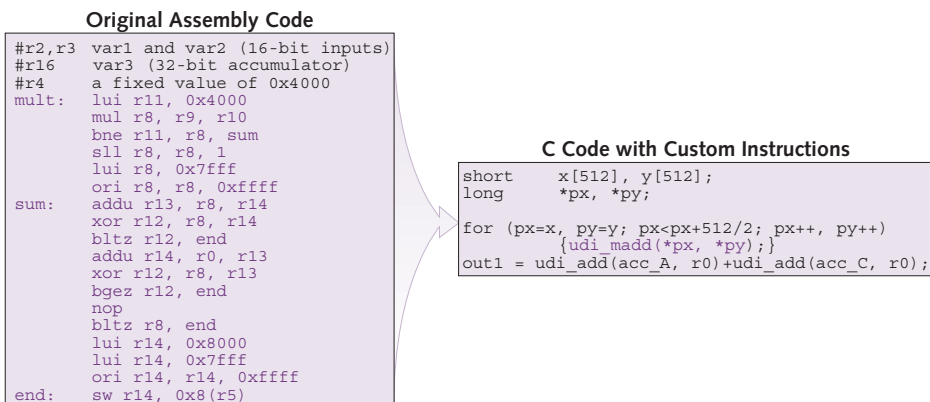 Original Assembly Code
#r2,r3 var1 and var2 (16-bit inputs)
#r16 var3 (32-bit accumulator)
#r4 a fixed value of 0x4000
mult: lui r11, 0x4000
mul r8, r9, r10
bne r11, r8, sum
sll r8, r8, 1
lui r8, 0x7fff
ori r8, r8, 0xffff
sum: addu r13, r8, r14
xor r12, r8, r14
bltz r12, end
addu r14, r0, r13
xor r12, r8, r13
bgez r12, end
nop
bltz r8, end
lui r14, 0x8000
lui r14, 0x7fff
ori r14, r14, 0xffff
end: sw r14, 0x8(r5)
C Code with Custom Instructions
short x[512], y[512];
long *px, *py;
for (px=x, py=y; px<px+512/2; px++, py++)
{udi_madd(*px, *py);}
out1 = udi_add(acc_A, r0)+udi_add(acc_C, r0);